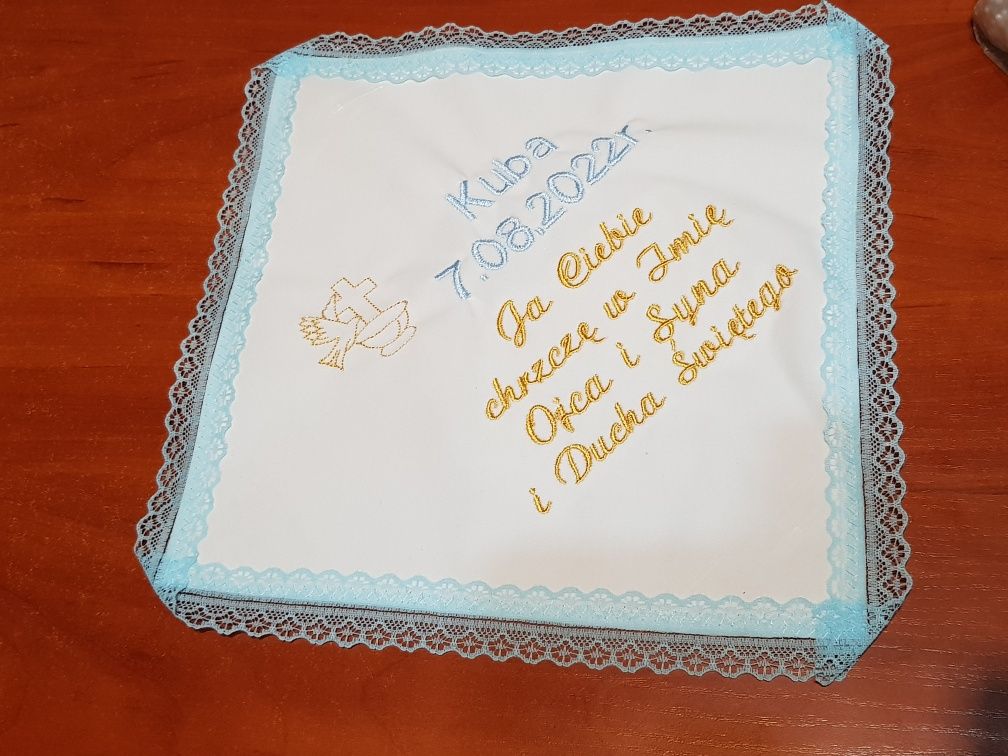 Kuba
7.08.2022r.
Ja Ciebie
chrzczę w Imię
Ojca i Syna
i Ducha Świętego